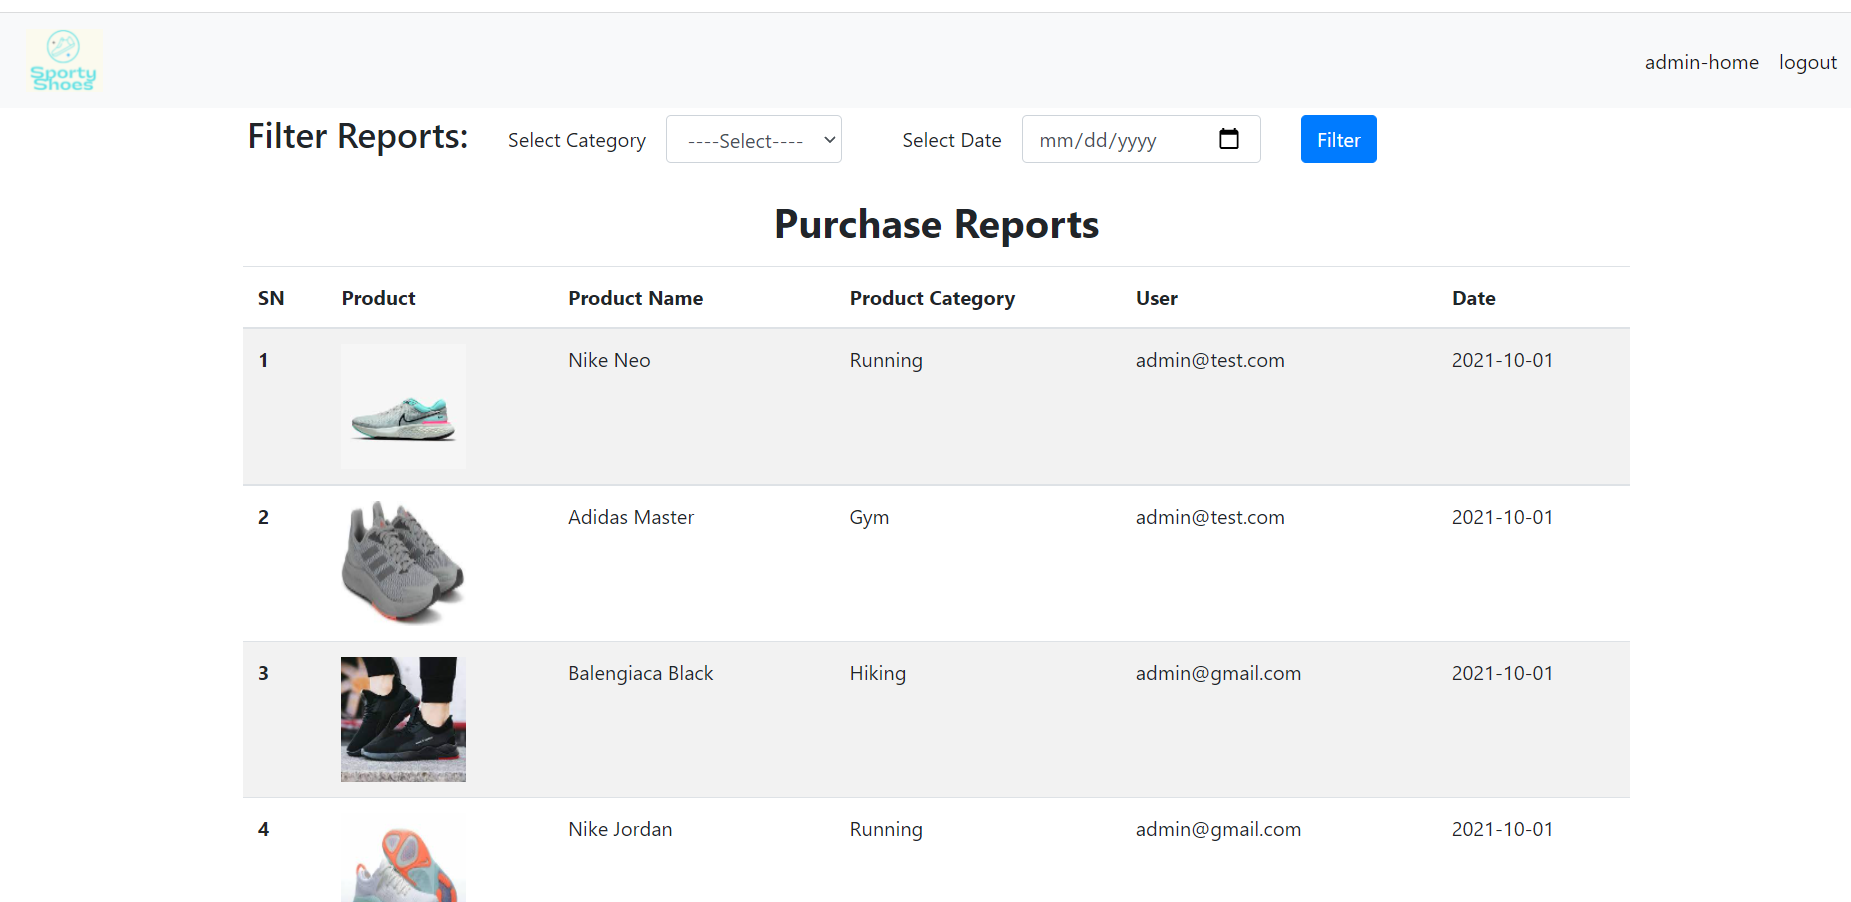 Sporty
Shoes
admin-home logout
Filter Reports: Select Category ----Select---- Select Date mm/dd/yyyy Filter
Purchase Reports
SN Product Product Name Product Category User Date
1 Nike Neo Running admin@test.com 2021-10-01
2 Adidas Master Gym admin@test.com 2021-10-01
3 Balengiaca Black Hiking admin@gmail.com 2021-10-01
4 Nike Jordan Running admin@gmail.com 2021-10-01